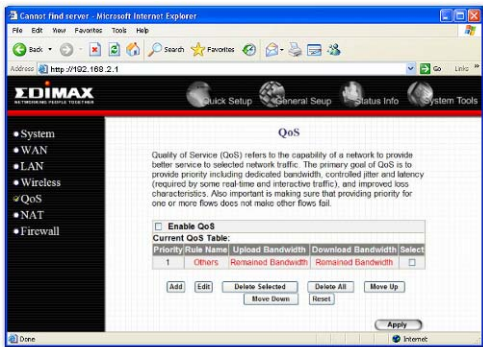 Cannot find server - Microsoft Internet Explorer
File Edit View Favorites Tools Help
Back Search Favorites
Address http://192.168.2.1 Go Links »
EDIMAX
NETWORKING PEOPLE TOGETHER
Quick Setup General Seup Status Info System Tools
System
WAN
LAN
Wireless
QoS
NAT
Firewall
QoS
Quality of Service (QoS) refers to the capability of a network to provide
better service to selected network traffic. The primary goal of QoS is to
provide priority including dedicated bandwidth, controlled jitter and latency
(required by some real-time and interactive traffic), and improved loss
characteristics. Also important is making sure that providing priority for
one or more flows does not make other flows fail.
Enable QoS
Current QoS Table:
Priority Rule Name Upload Bandwidth Download Bandwidth Select
1 Others Remained Bandwidth Remained Bandwidth
Add Edit Delete Selected Delete All Move Up
Move Down Reset
Apply
Done Internet